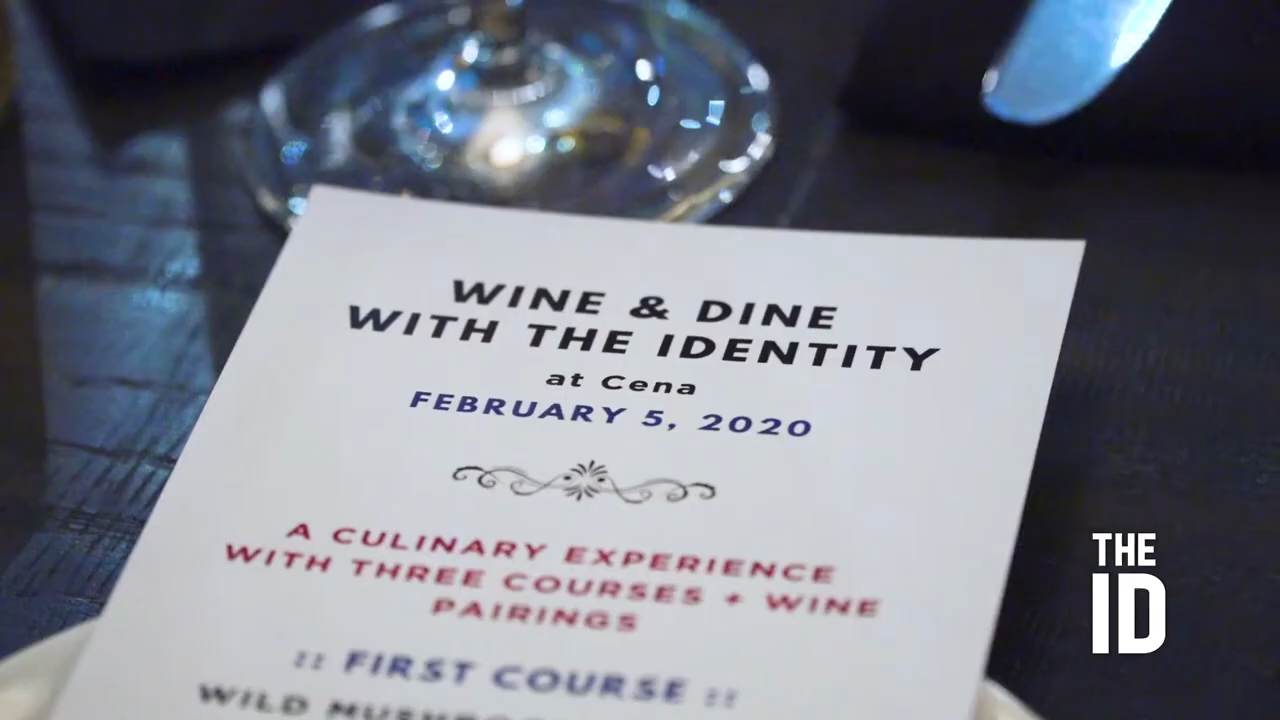 WINE & DINE
WITH THE IDENTITY
at Cena
FEBRUARY 5, 2020
A CULINARY EXPERIENCE
WITH THREE COURSES + WINE
PAIRINGS
:: FIRST COURSE ::
WILD
THE
ID